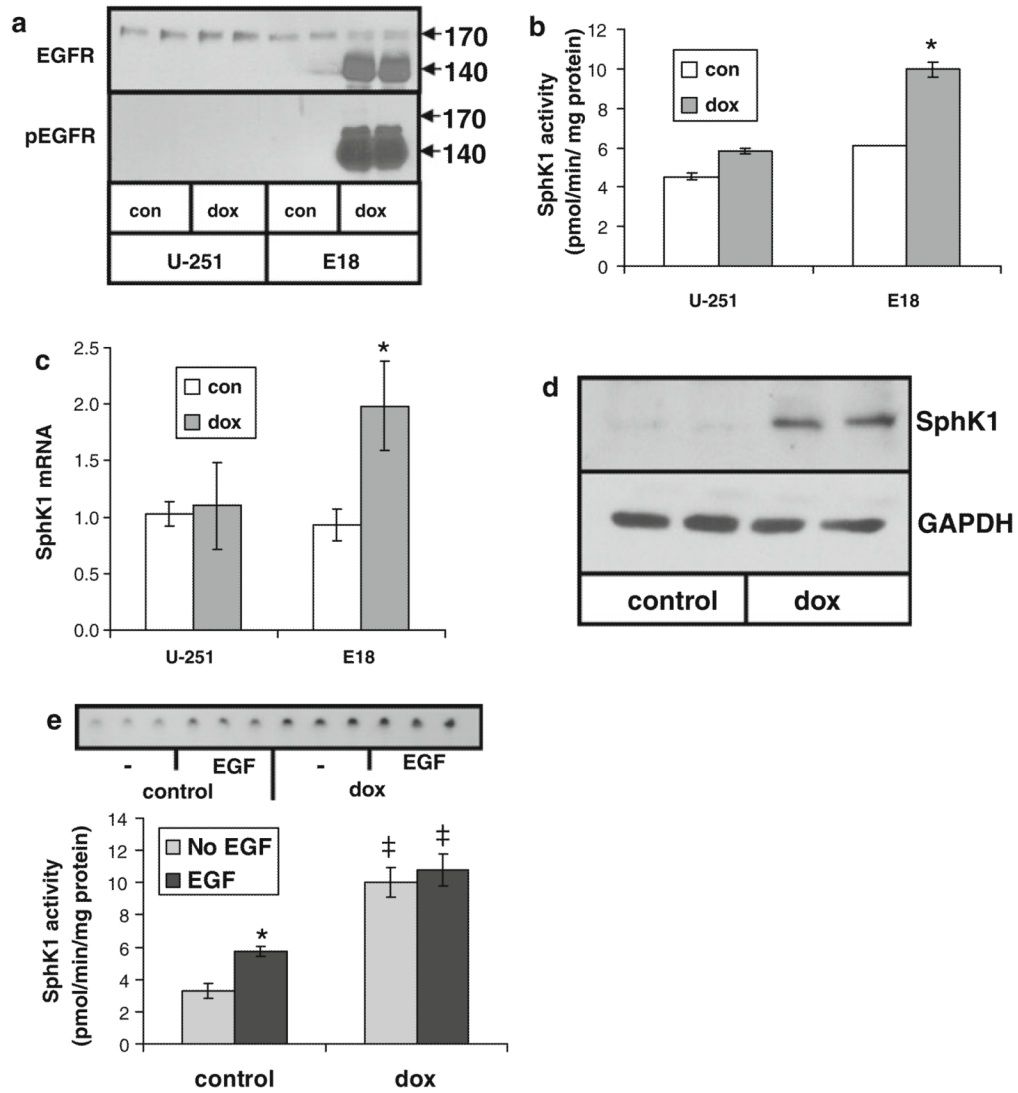 a
EGFR
170
140
pEGFR
170
140
con dox con dox
U-251 E18
b
SphK1 activity
(pmol/min/ mg protein)
12
10
8
6
4
2
0
con
dox
*
U-251 E18
c
SphK1 mRNA
2.5
2.0
1.5
1.0
0.5
0.0
con
dox
*
U-251 E18
d
SphK1
GAPDH
control dox
e
- EGF - EGF
control dox
SphK1 activity
(pmol/min/mg protein)
14
12
10
8
6
4
2
0
No EGF
EGF
*
‡ ‡
control dox